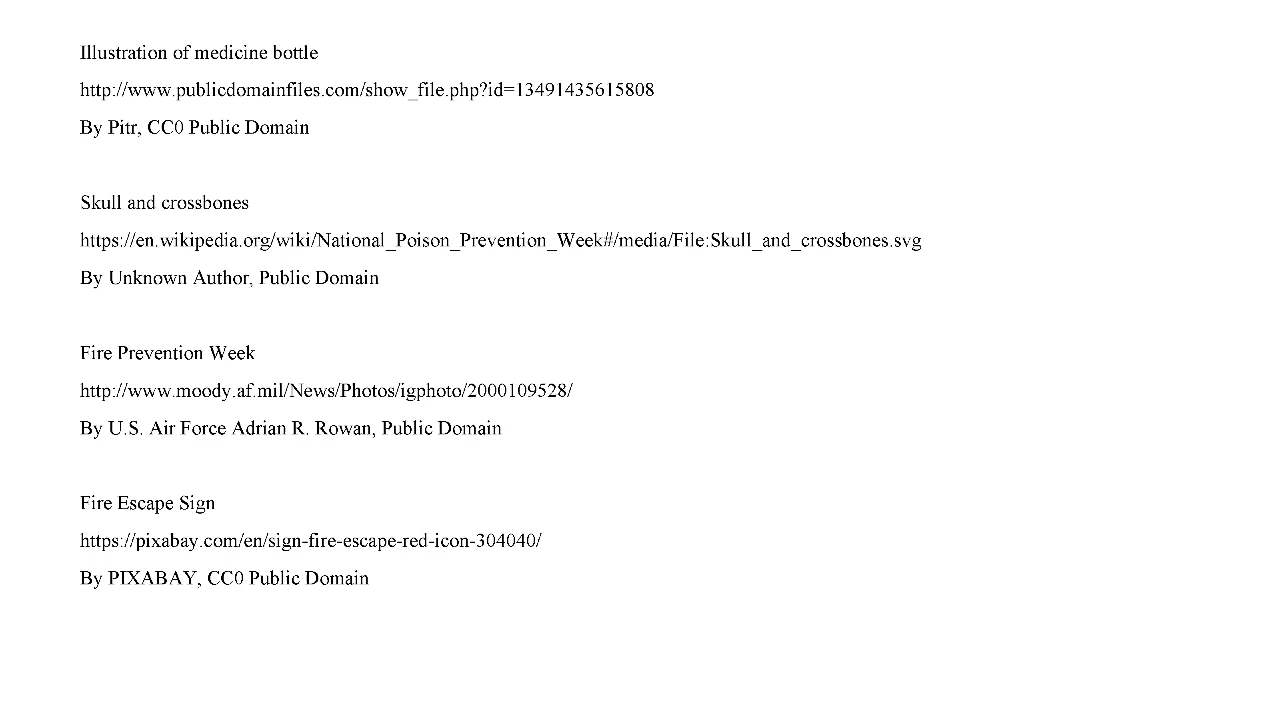 Illustration of medicine bottle
http://www.publicdomainfiles.com/show_file.php?id=13491435615808
By Pitr, CC0 Public Domain
Skull and crossbones
https://en.wikipedia.org/wiki/National_Poison_Prevention_Week#/media/File:Skull_and_crossbones.svg
By Unknown Author, Public Domain
Fire Prevention Week
http://www.moody.af.mil/News/Photos/igphoto/2000109528/
By U.S. Air Force Adrian R. Rowan, Public Domain
Fire Escape Sign
https://pixabay.com/en/sign-fire-escape-red-icon-304040/
By PIXABAY, CC0 Public Domain